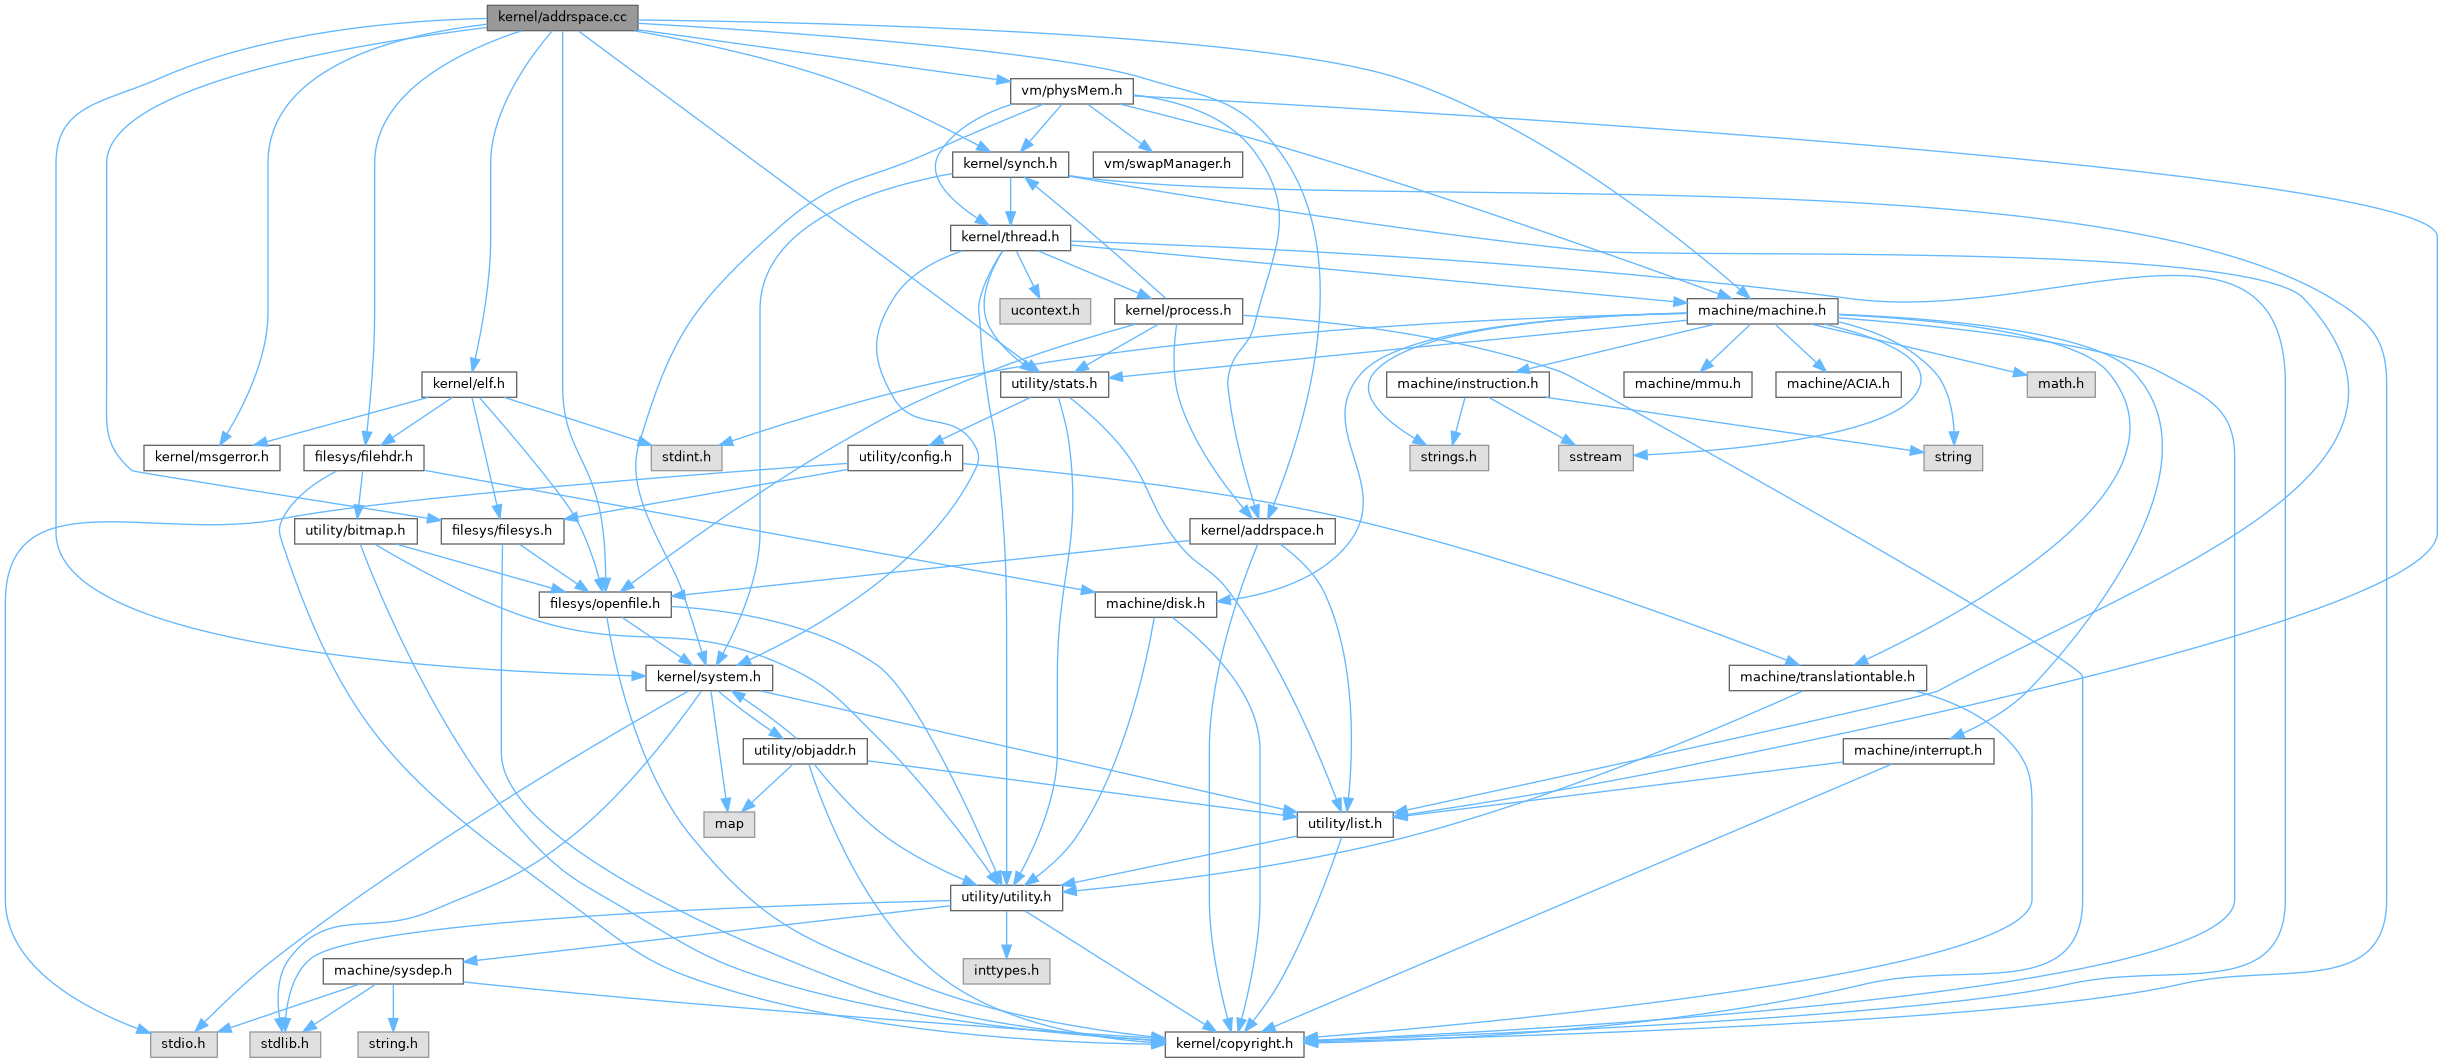 kernel/addrspace.cc
vm/physMem.h
kernel/synch.h
vm/swapManager.h
kernel/thread.h
ucontext.h
kernel/process.h
machine/machine.h
kernel/elf.h
utility/stats.h
machine/instruction.h
machine/mmu.h
machine/ACIA.h
math.h
kernel/msgerror.h
filesys/filehdr.h
stdint.h
utility/config.h
strings.h
sstream
string
utility/bitmap.h
filesys/filesys.h
kernel/addrspace.h
filesys/openfile.h
machine/disk.h
kernel/system.h
machine/translationtable.h
utility/objaddr.h
machine/interrupt.h
map
utility/list.h
utility/utility.h
machine/sysdep.h
inttypes.h
stdio.h
stdlib.h
string.h
kernel/copyright.h